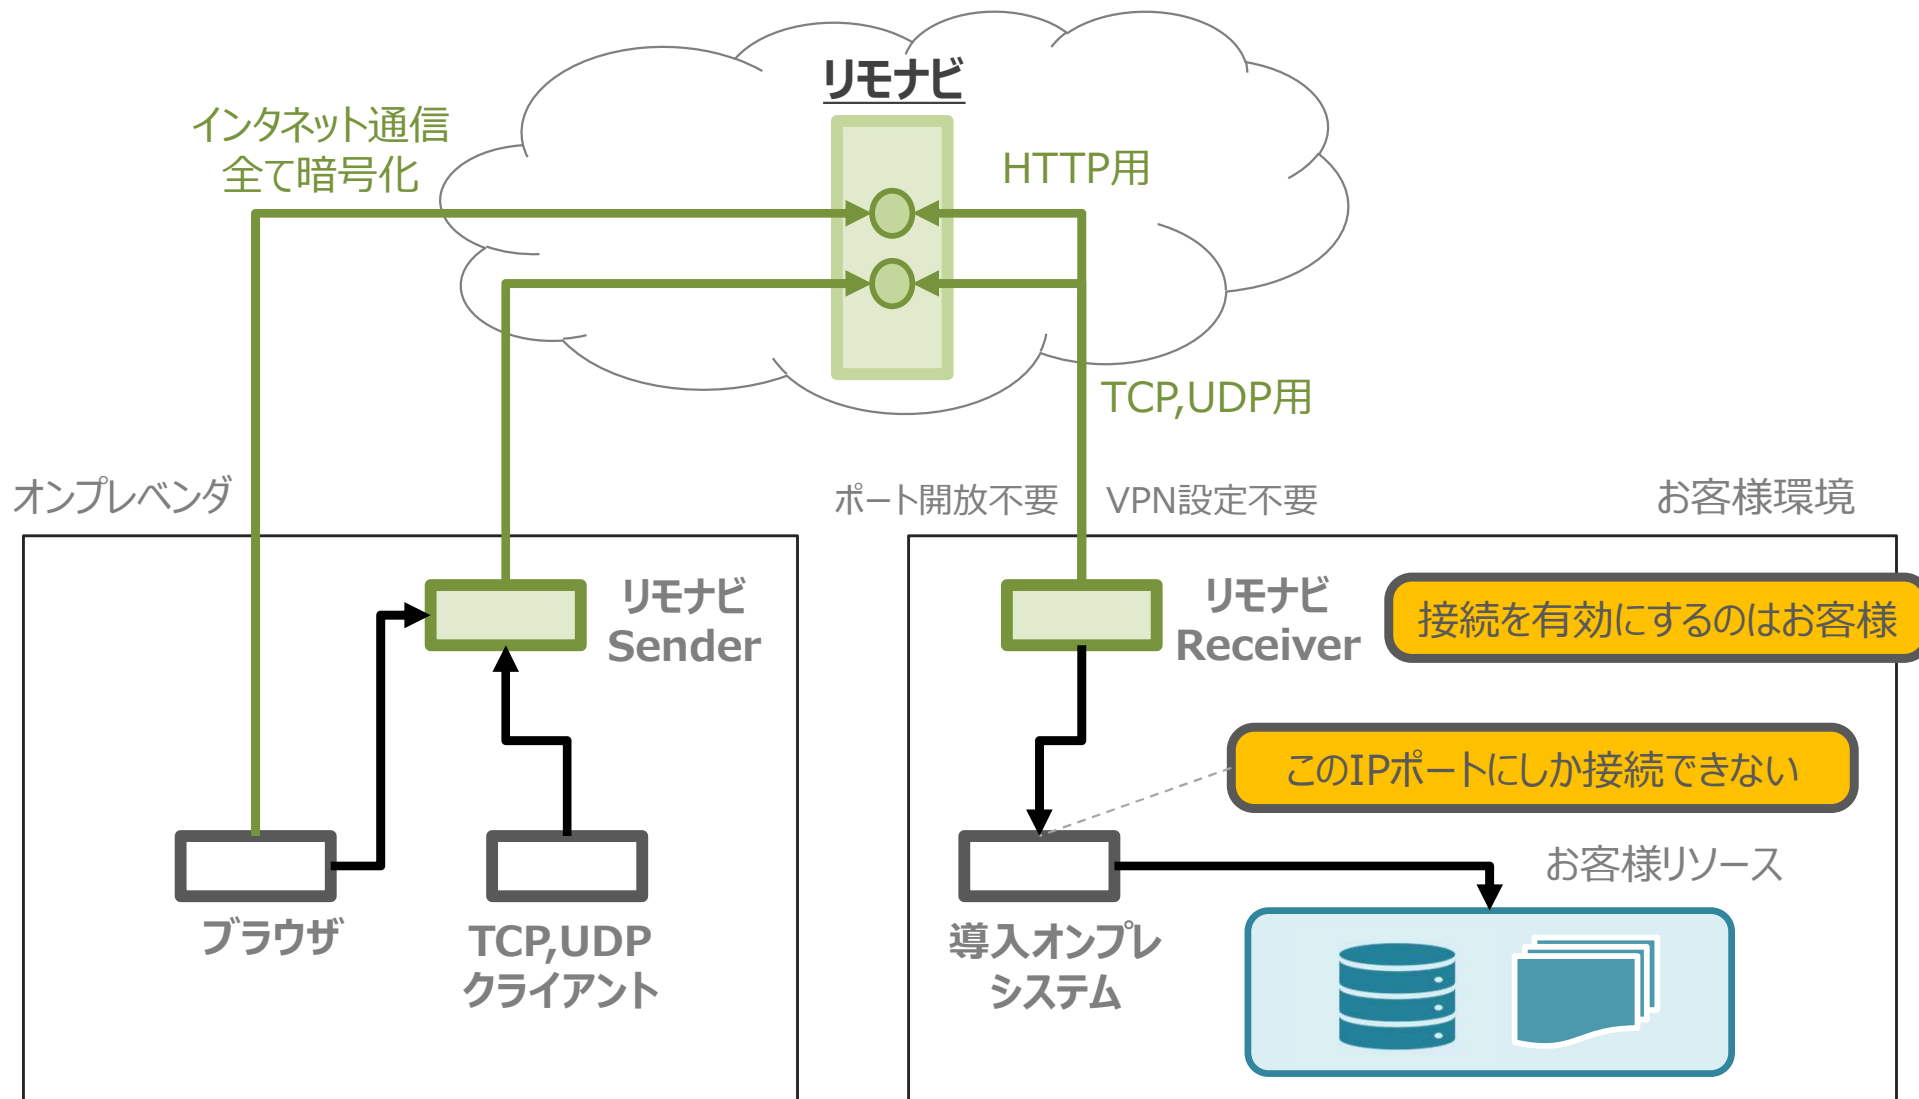 リモナビ
インタネット通信
全て暗号化
HTTP用
TCP,UDP用
オンプレベンダ
ポート開放不要
VPN設定不要
お客様環境
リモナビ
Sender
リモナビ
Receiver
接続を有効にするのはお客様
このIPポートにしか接続できない
お客様リソース
ブラウザ
TCP,UDP
クライアント
導入オンプレ
システム